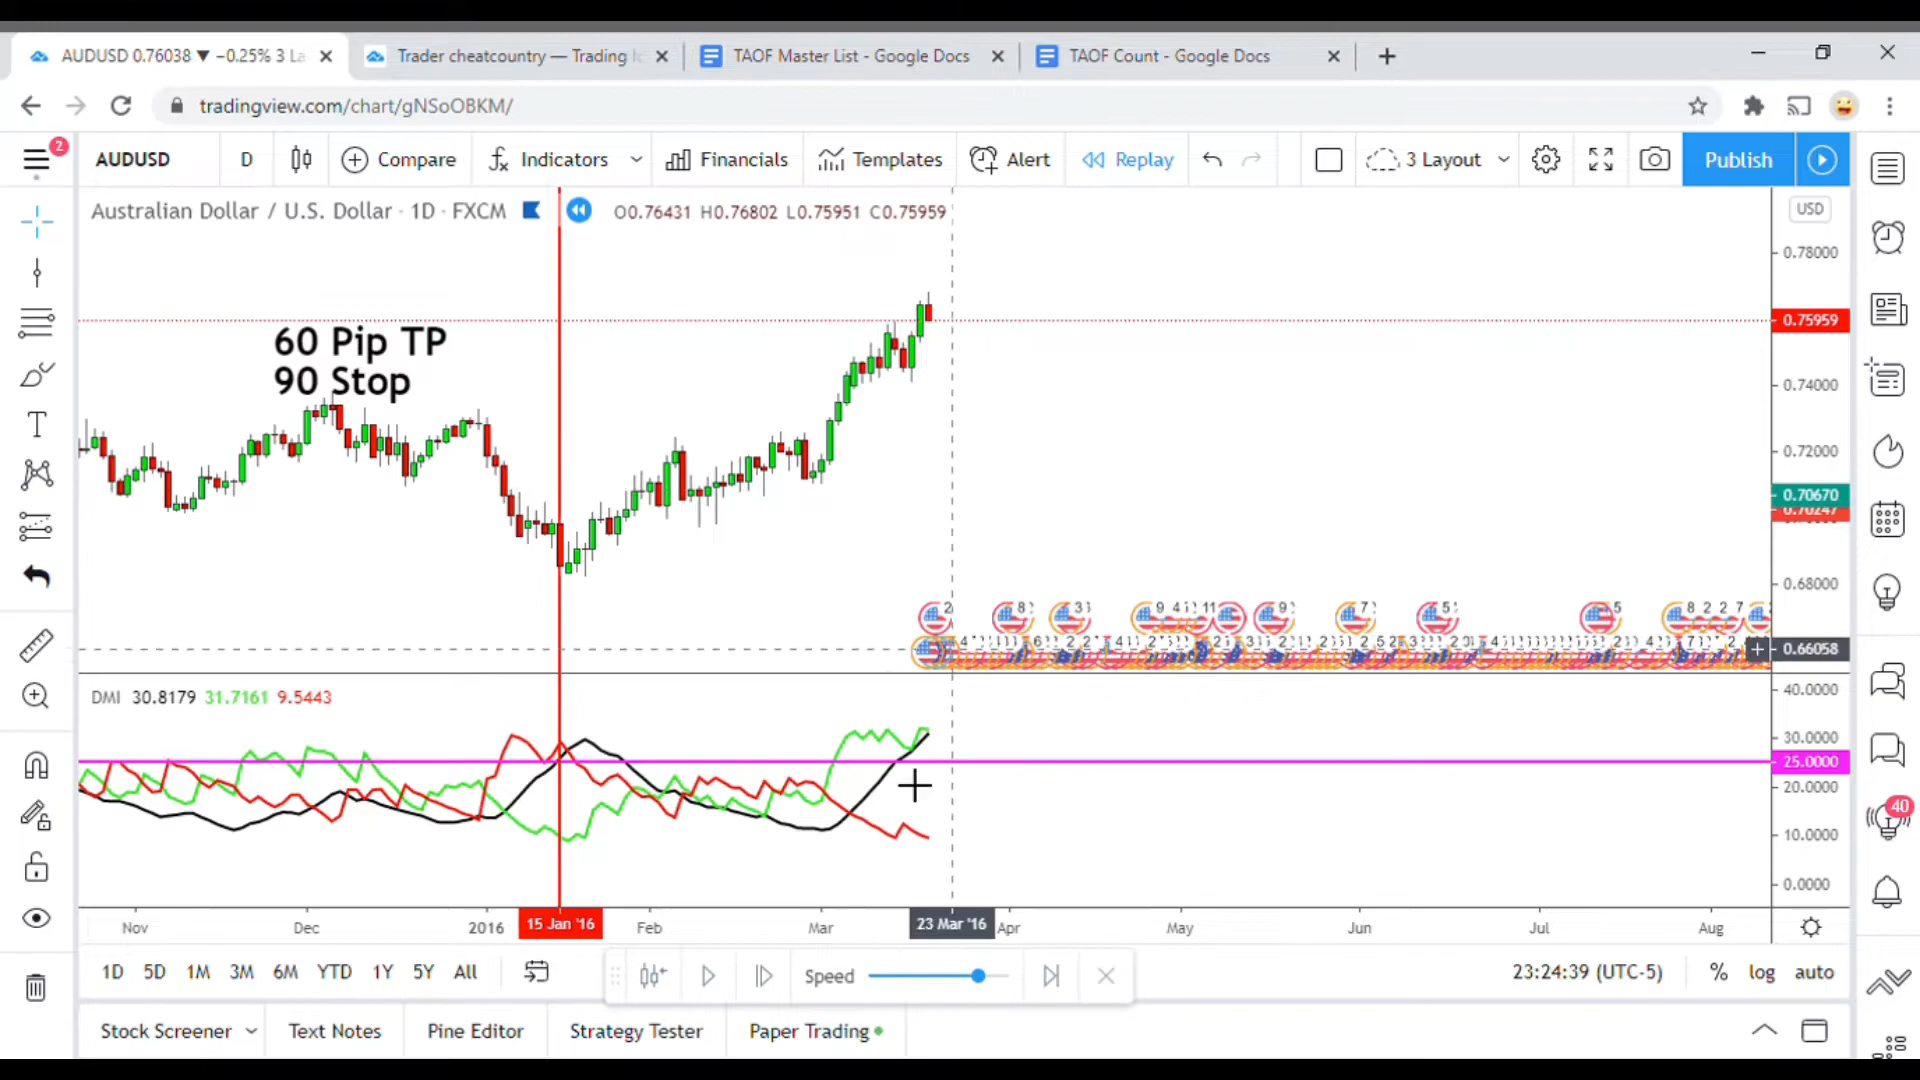 AUDUSD 0.76038 ▼ −0.25% 3 La
Trader cheatcountry — Trading Id
TAOF Master List - Google Docs
TAOF Count - Google Docs
tradingview.com/chart/gNSoOBKM/
2
AUDUSD
D
Compare
Indicators
Financials
Templates
Alert
Replay
3 Layout
Publish
Australian Dollar / U.S. Dollar · 1D · FXCM
O0.76431 H0.76802 L0.75951 C0.75959
USD
0.78000
0.75959
60 Pip TP
90 Stop
0.74000
0.72000
0.70670
0.70247
0.68000
0.66058
DMI 30.8179 31.7161 9.5443
40.0000
30.0000
25.0000
20.0000
10.0000
0.0000
40
Nov
Dec
2016
15 Jan '16
Feb
Mar
23 Mar '16
Apr
May
Jun
Jul
Aug
1D
5D
1M
3M
6M
YTD
1Y
5Y
All
Speed
23:24:39 (UTC-5)
%
log
auto
Stock Screener
Text Notes
Pine Editor
Strategy Tester
Paper Trading